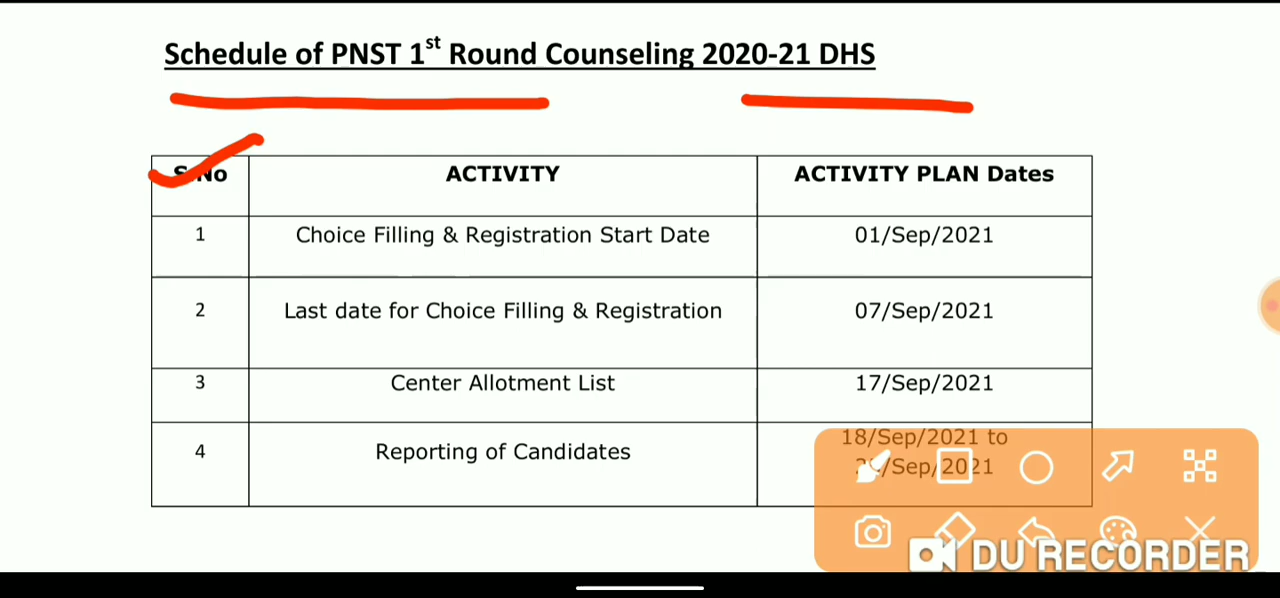 Schedule of PNST 1st Round Counseling 2020-21 DHS
S.No ACTIVITY ACTIVITY PLAN Dates
1 Choice Filling & Registration Start Date 01/Sep/2021
2 Last date for Choice Filling & Registration 07/Sep/2021
3 Center Allotment List 17/Sep/2021
4 Reporting of Candidates 18/Sep/2021 to
/Sep/2021
DU RECORDER